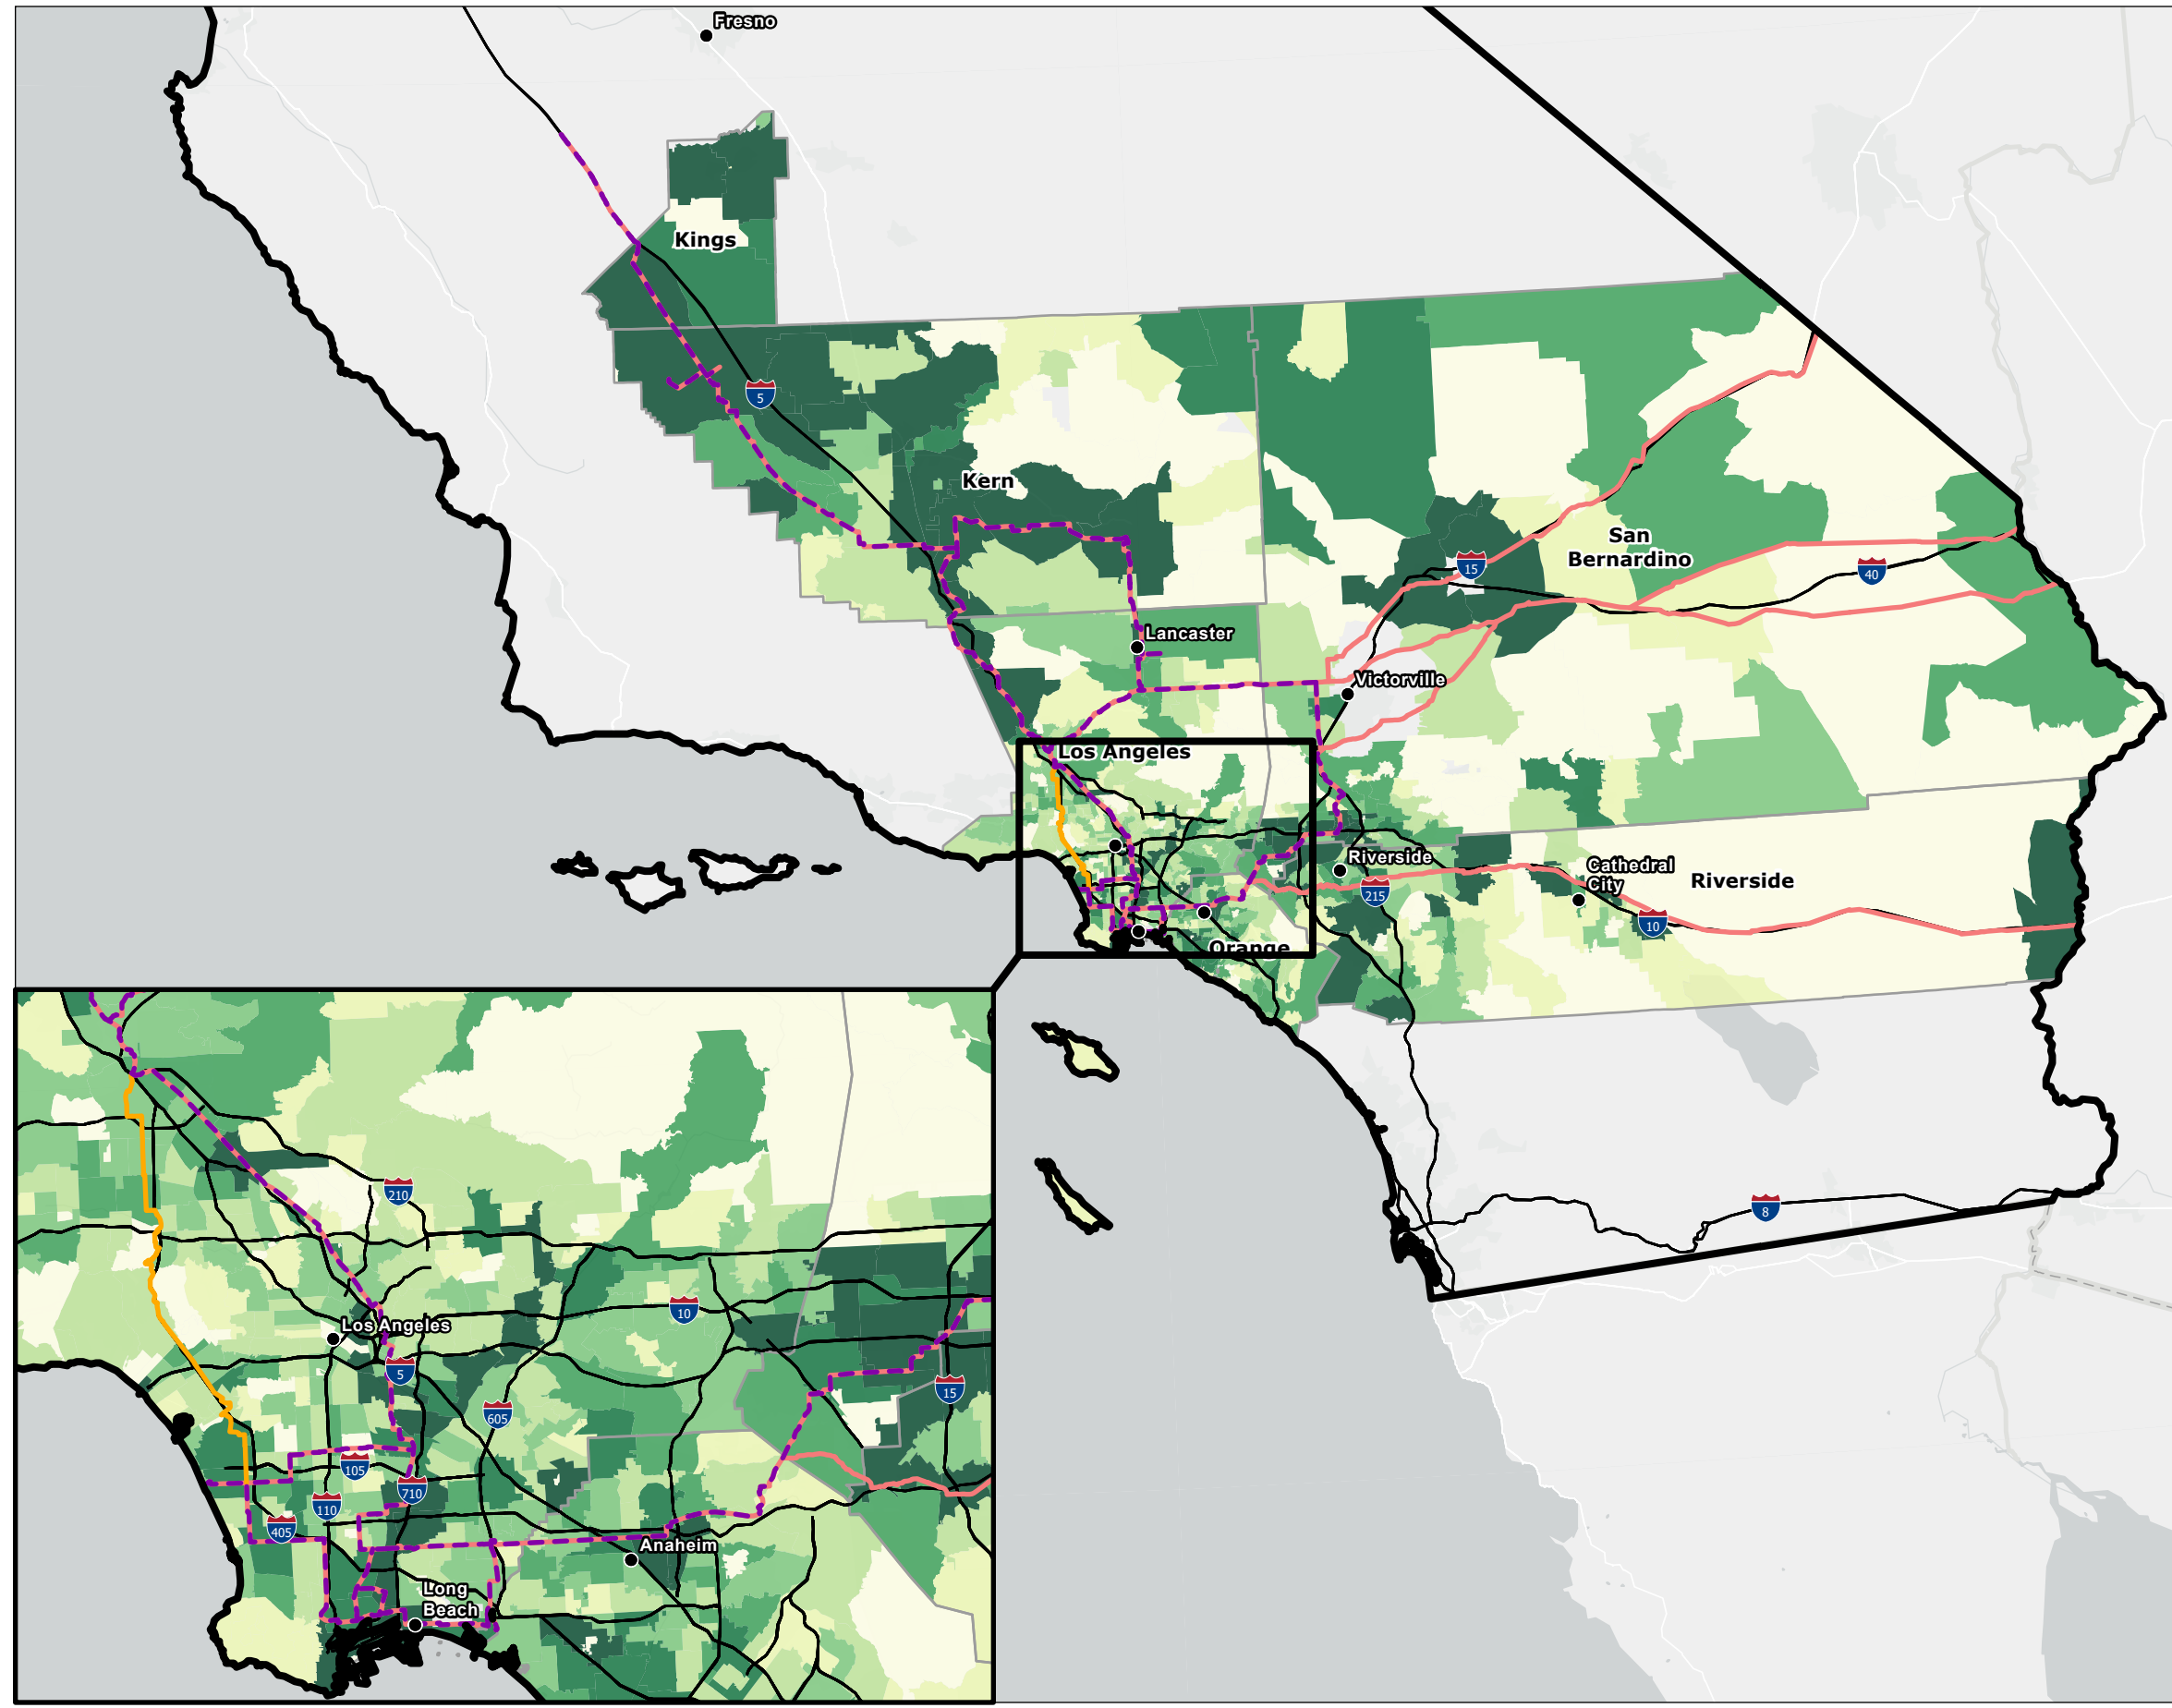 Fresno
Kings
5
Kern
San
Bernardino
15
40
Lancaster
Victorville
Los Angeles
Riverside
Cathedral
City
Riverside
215
10
Orange
210
10
Los Angeles
5
15
605
105
710
110
405
Anaheim
Long
Beach
8